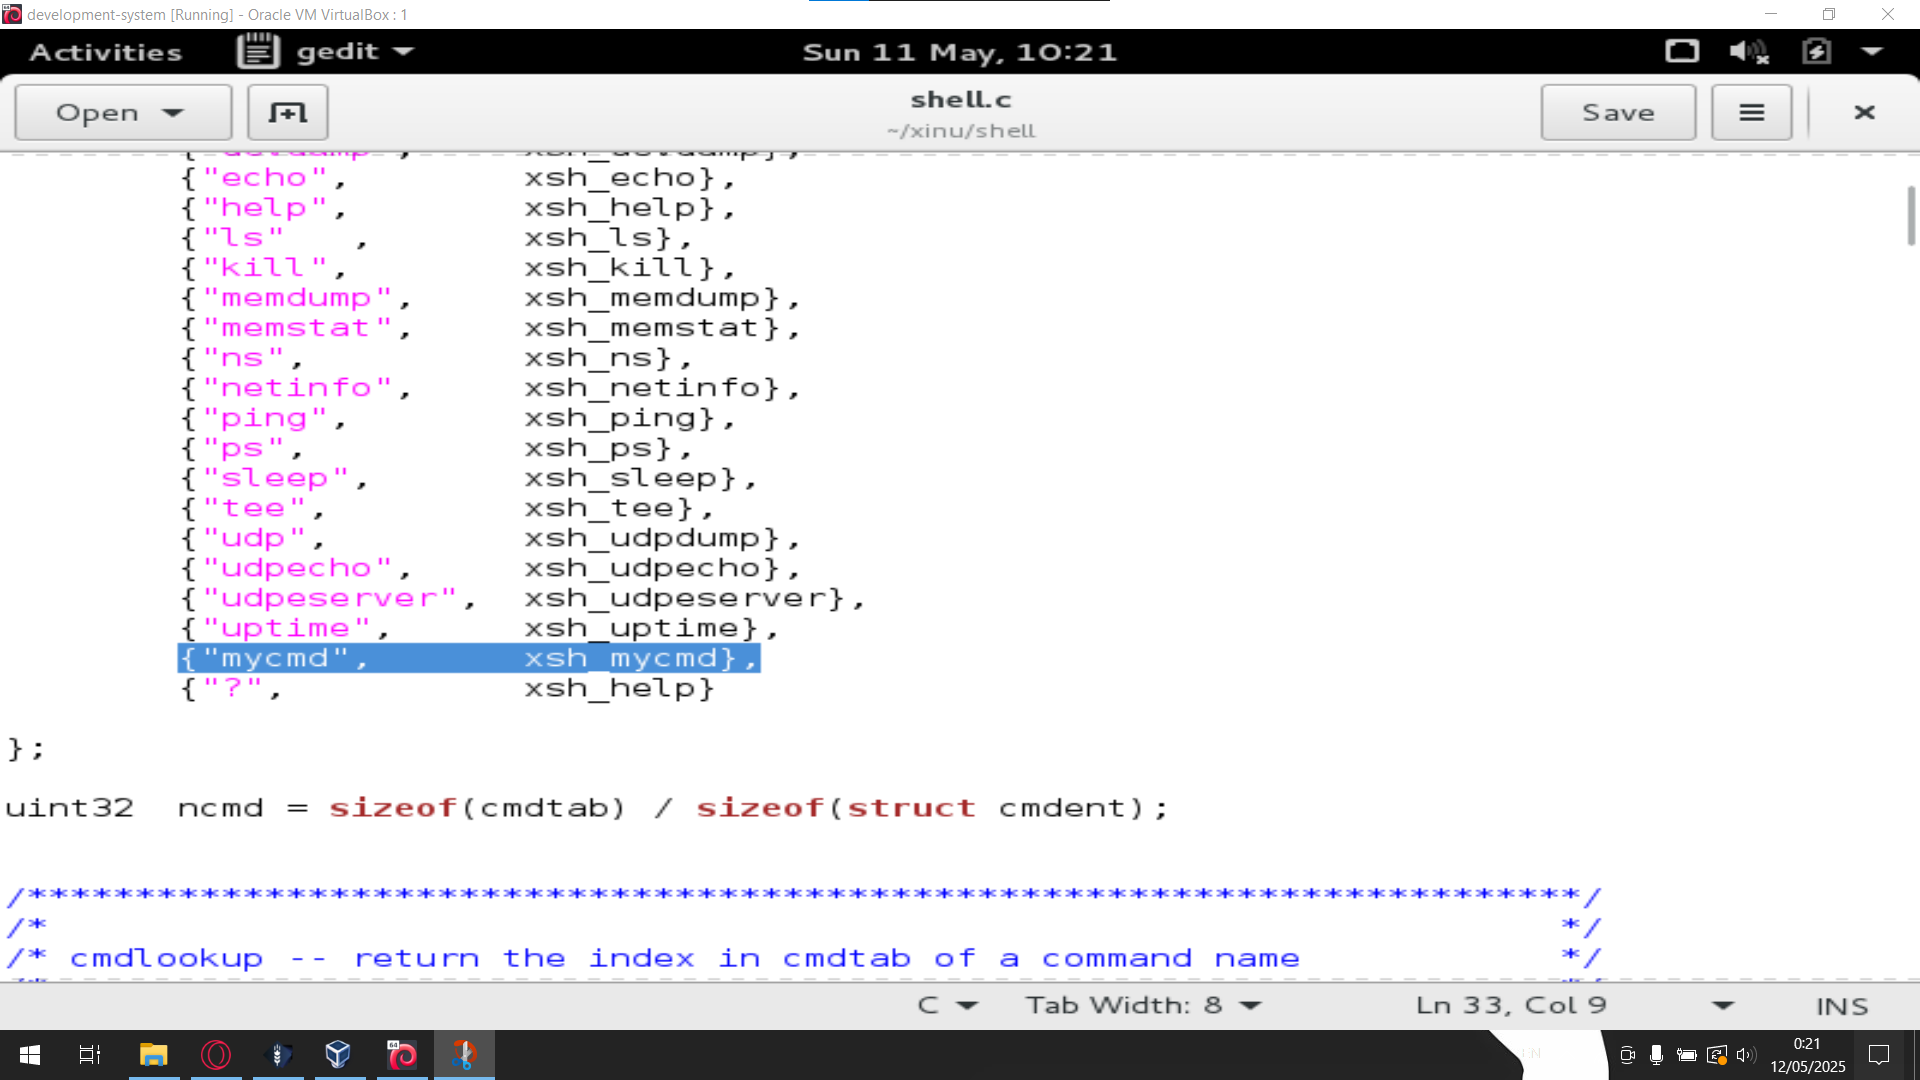 development-system [Running] - Oracle VM VirtualBox : 1
Activities gedit Sun 11 May, 10:21
Open shell.c Save
~/xinu/shell
{"echo", xsh_echo},
{"help", xsh_help},
{"ls" , xsh_ls},
{"kill", xsh_kill},
{"memdump", xsh_memdump},
{"memstat", xsh_memstat},
{"ns", xsh_ns},
{"netinfo", xsh_netinfo},
{"ping", xsh_ping},
{"ps", xsh_ps},
{"sleep", xsh_sleep},
{"tee", xsh_tee},
{"udp", xsh_udpdump},
{"udpecho", xsh_udpecho},
{"udpeserver", xsh_udpeserver},
{"uptime", xsh_uptime},
{"mycmd", xsh_mycmd},
{"?", xsh_help}
};
uint32 ncmd = sizeof(cmdtab) / sizeof(struct cmdent);
/************************************************************************/
/* */
/* cmdlookup -- return the index in cmdtab of a command name */
C Tab Width: 8 Ln 33, Col 9 INS
64
0:21
12/05/2025